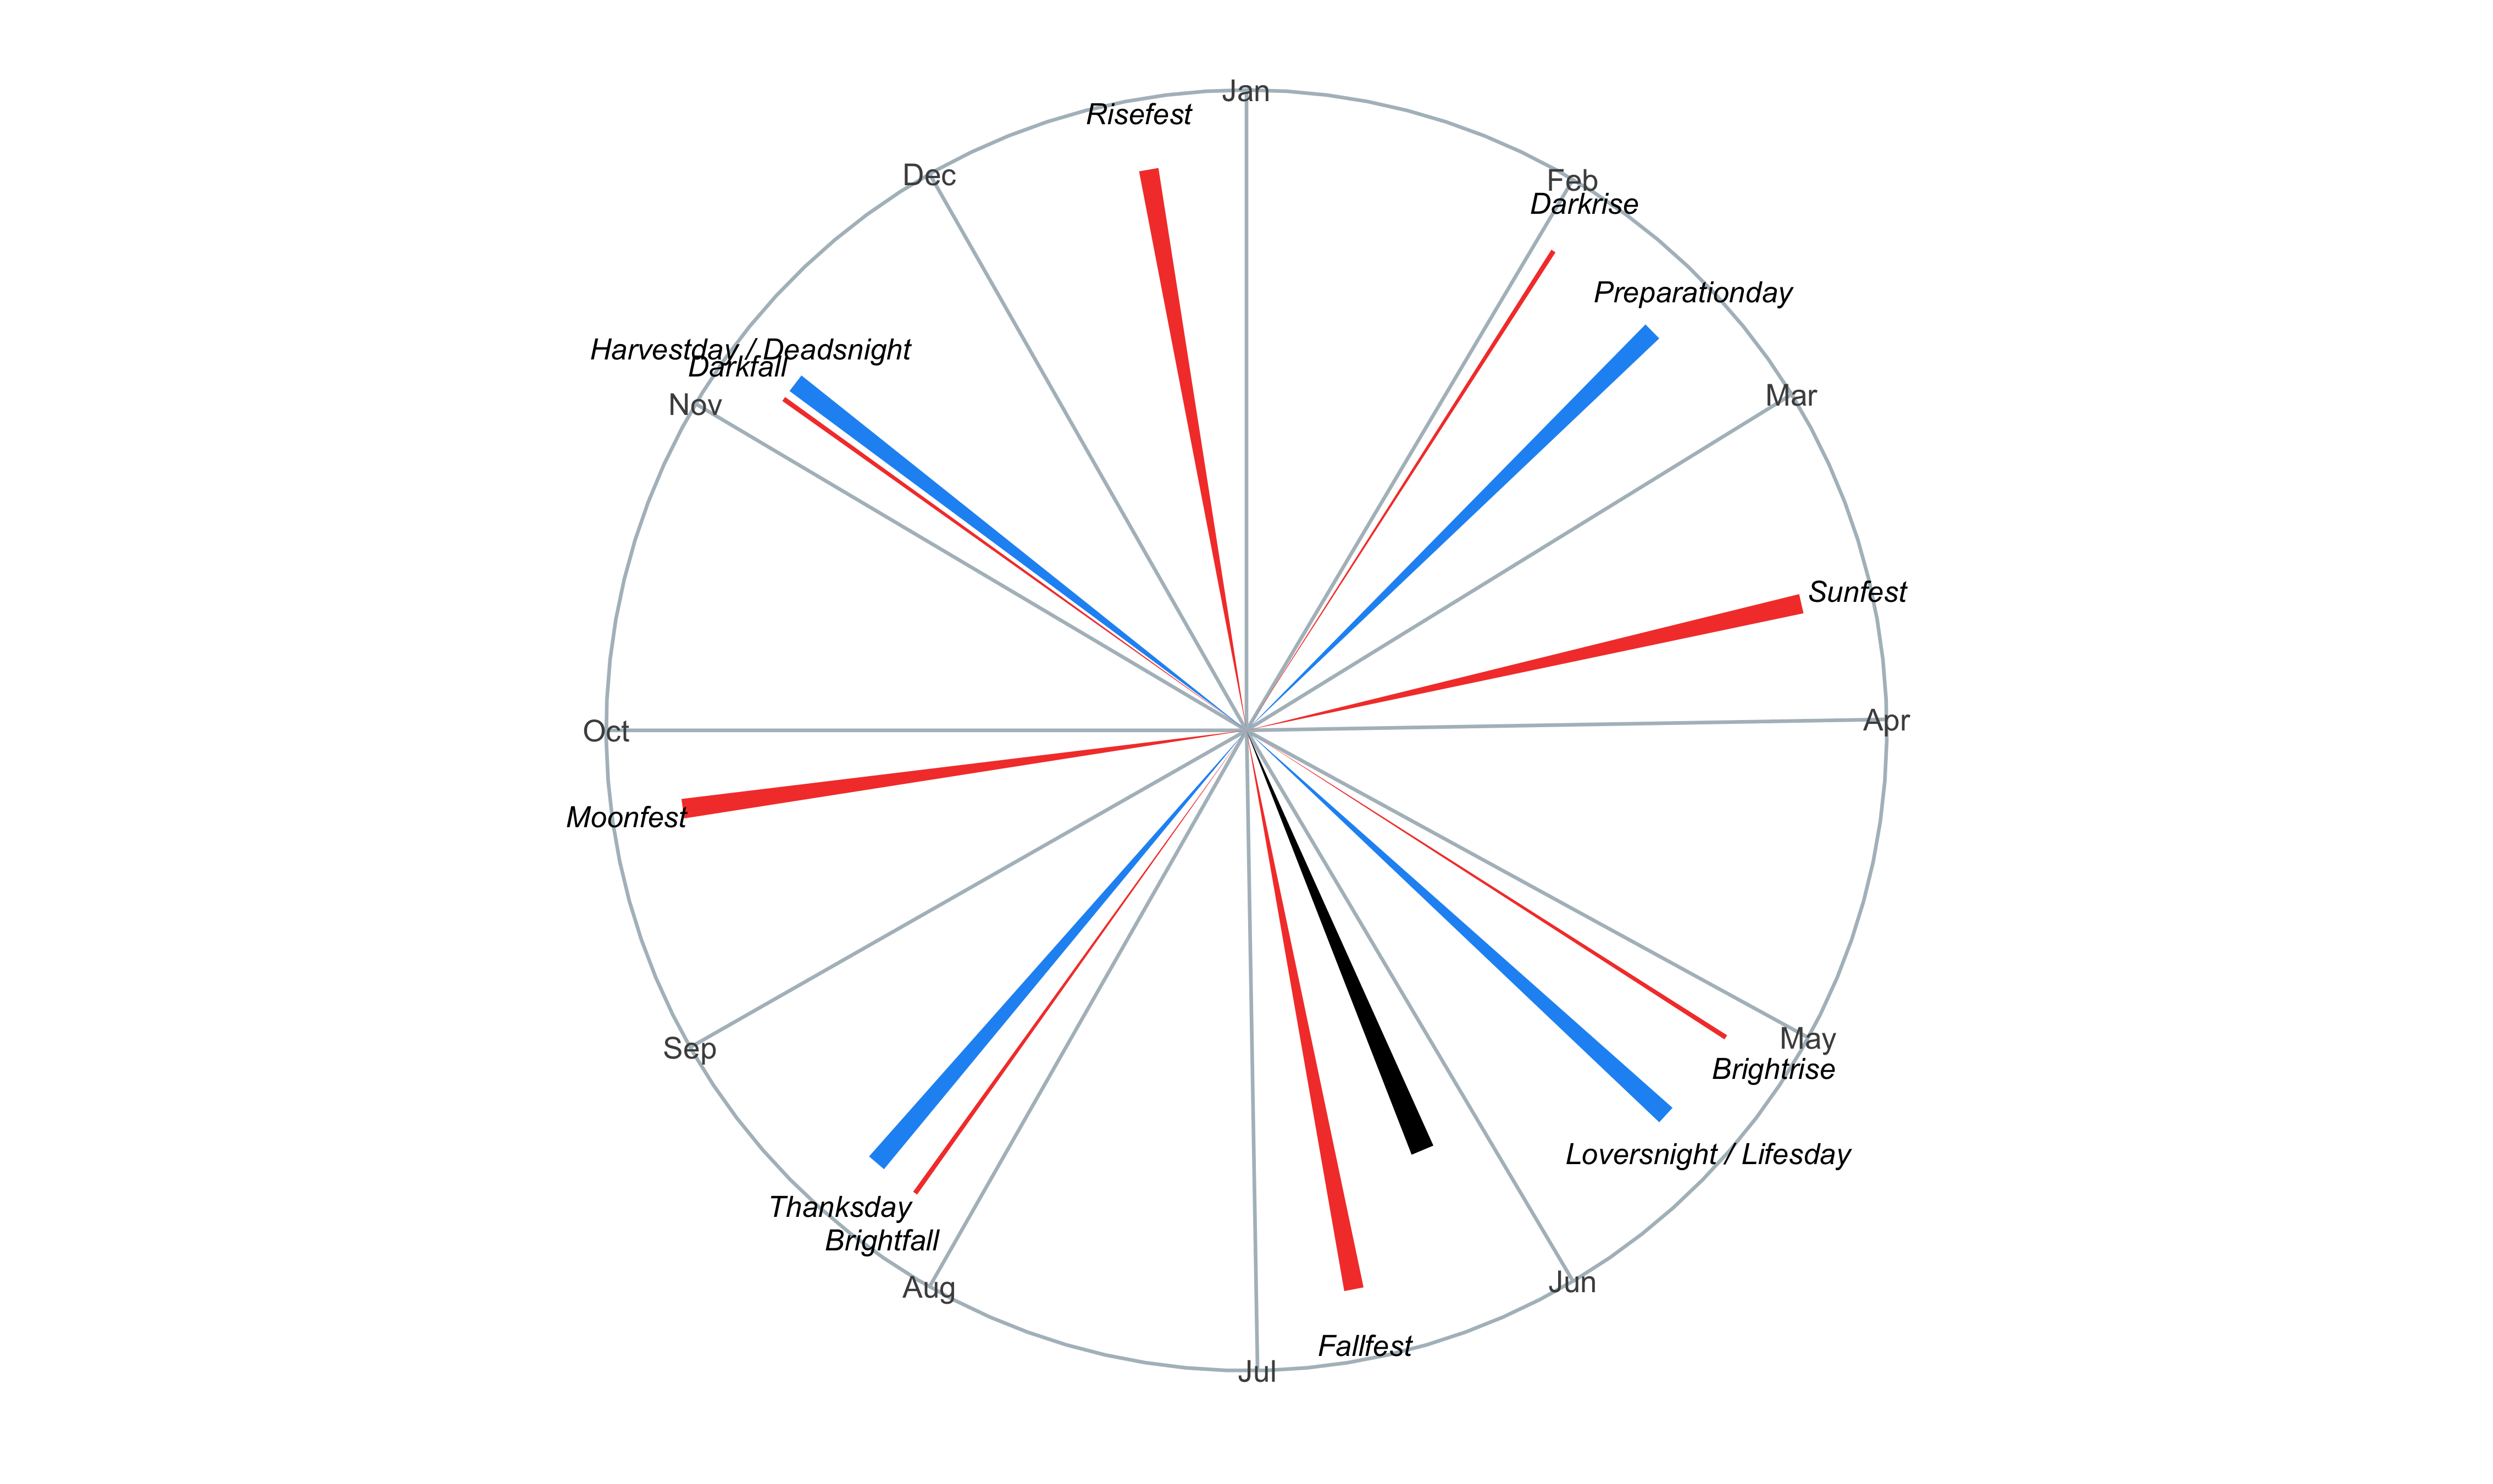 Jan
Risefest
Dec
Feb
Darkrise
Preparationday
Harvestday / Deadsnight
Darkfall
Mar
Nov
Sunfest
Apr
Oct
Moonfest
May
Sep
Brightrise
Loversnight / Lifesday
Thanksday
Brightfall
Jun
Aug
Fallfest
Jul